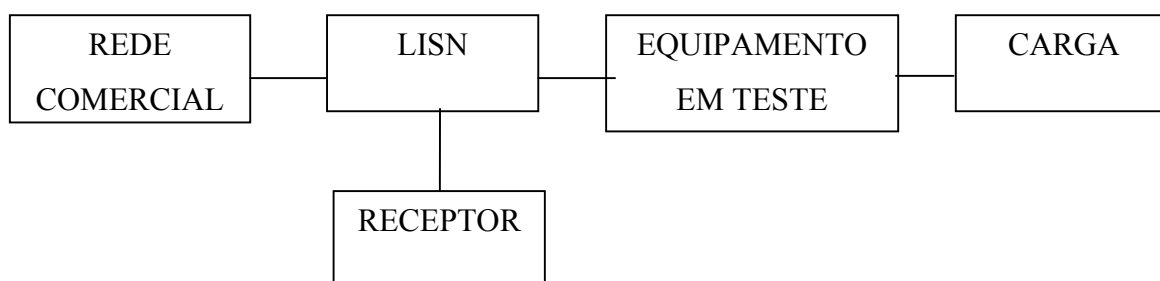 REDE
COMERCIAL
LISN
EQUIPAMENTO
EM TESTE
CARGA
RECEPTOR